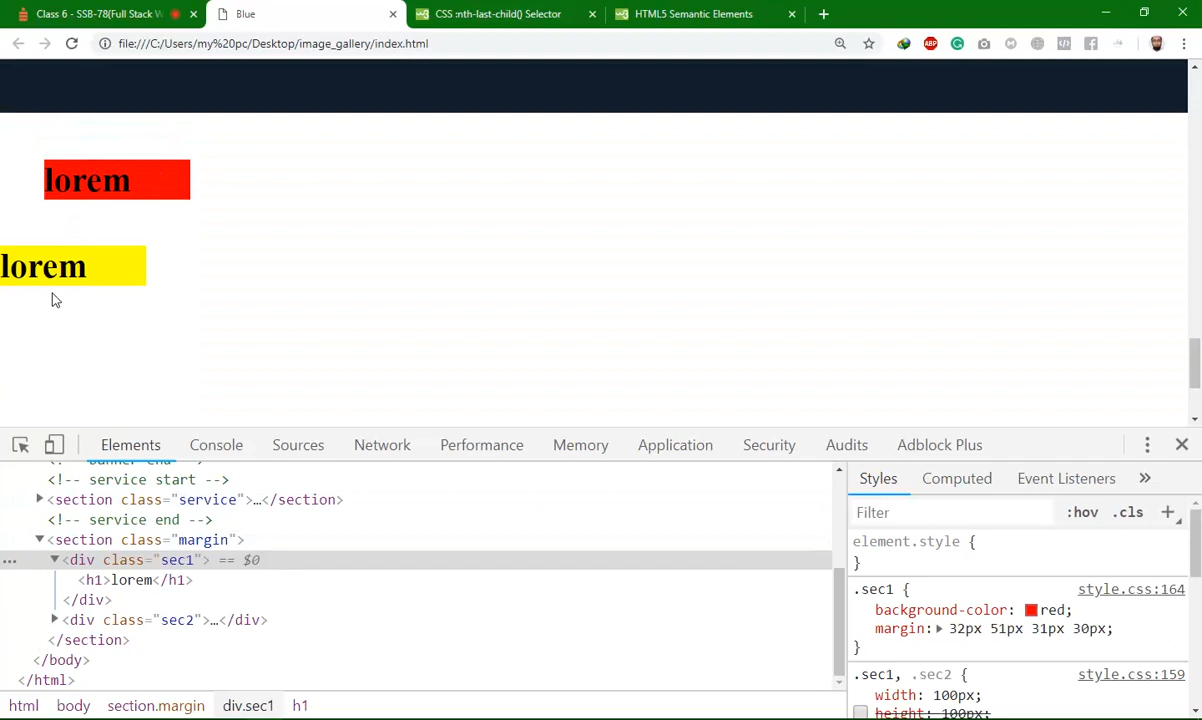 Class 6 - SSB-78(Full Stack W
Blue
CSS :nth-last-child() Selector
HTML5 Semantic Elements
file:///C:/Users/my%20pc/Desktop/image_gallery/index.html
ABP
lorem
lorem
Elements
Console
Sources
Network
Performance
Memory
Application
Security
Audits
Adblock Plus
<!-- banner end -->
<!-- service start -->
<section class="service">…</section>
<!-- service end -->
<section class="margin">
<div class="sec1"> == $0
<h1>lorem</h1>
</div>
<div class="sec2">…</div>
</section>
</body>
</html>
html body section.margin div.sec1 h1
Styles
Computed
Event Listeners
»
Filter
:hov .cls +
element.style {
}
.sec1 { style.css:164
background-color: red;
margin: 32px 51px 31px 30px;
}
.sec1, .sec2 { style.css:159
width: 100px;
height: 100px;